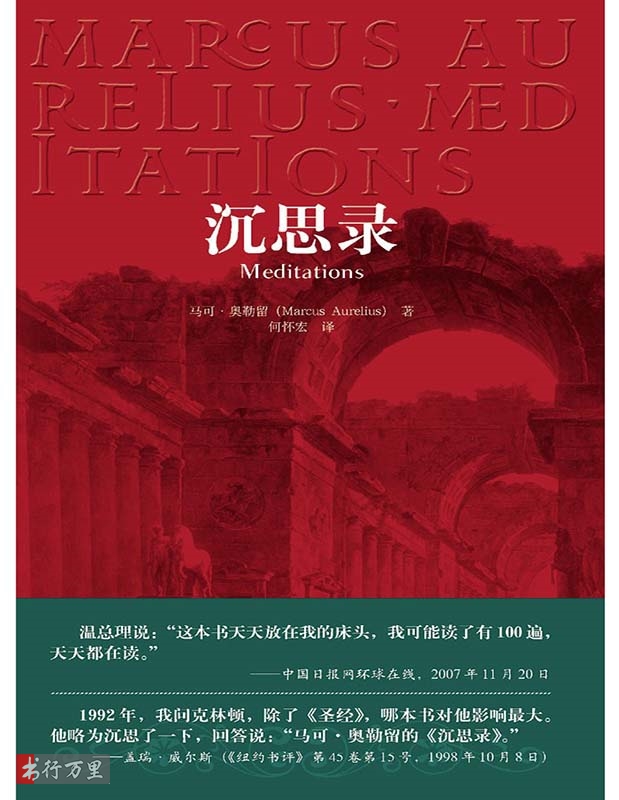 MARCUS AU
RELIUS·MED
ITATIONS
沉思录
Meditations
马可·奥勒留（Marcus Aurelius）著
何怀宏 译
温总理说：“这本书天天放在我的床头，我可能读了有100遍，
天天都在读。”
——中国日报网环球在线，2007年11月20日
1992年，我问克林顿，除了《圣经》，哪本书对他影响最大。
他略为沉思了一下，回答说：“马可·奥勒留的《沉思录》。”
——盖瑞·威尔斯（《纽约书评》第45卷第15号，1998年10月8日）
书行万里